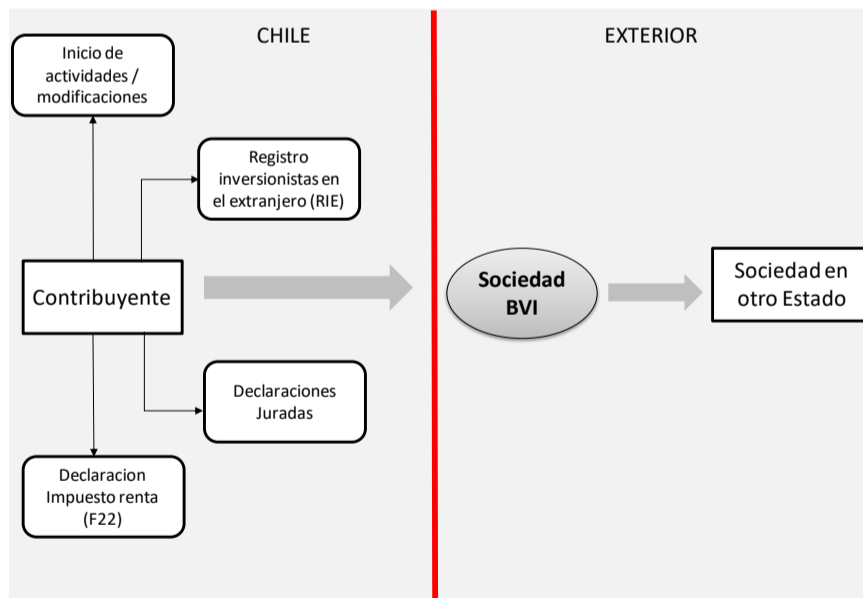 CHILE
EXTERIOR
Inicio de
actividades /
modificaciones
Registro
inversionistas en
el extranjero (RIE)
Contribuyente
Sociedad
BVI
Sociedad en
otro Estado
Declaraciones
Juradas
Declaracion
Impuesto renta
(F22)